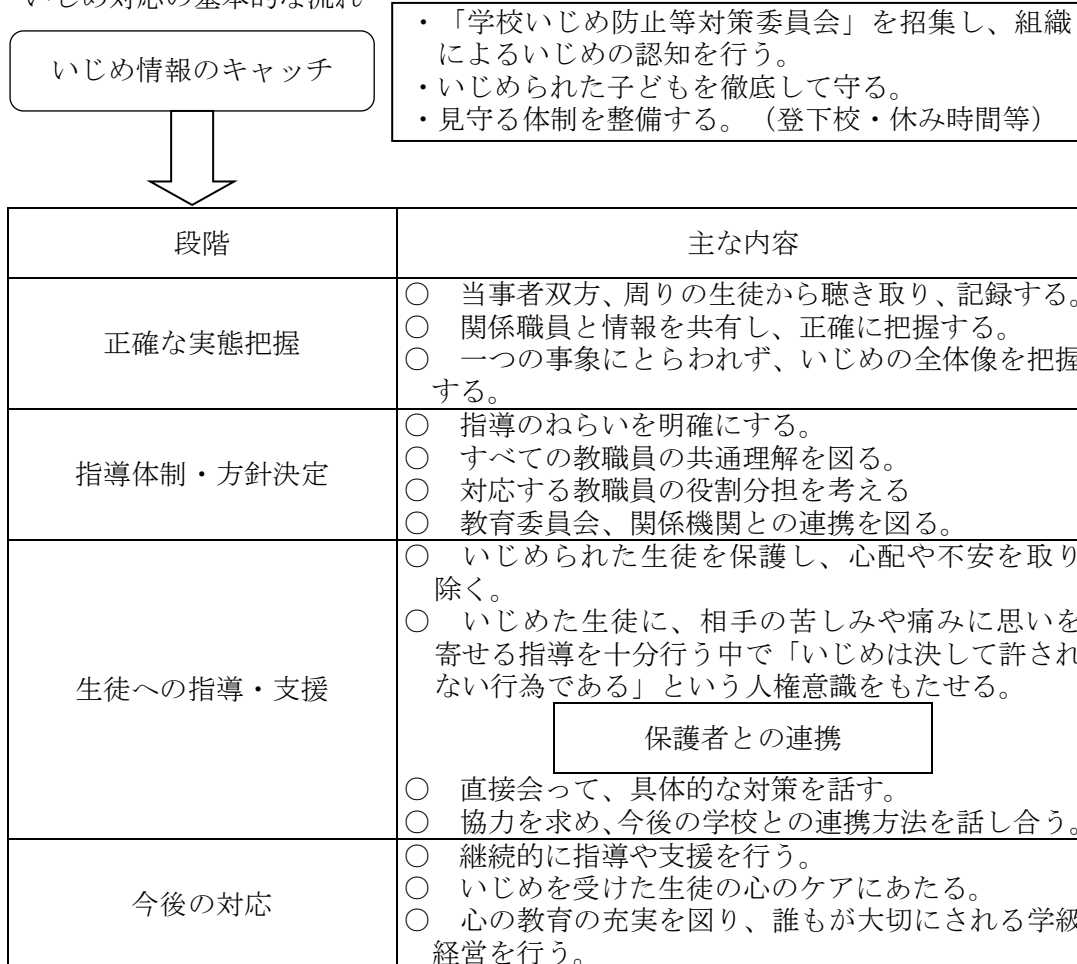 いじめ対応の基本的な流れ
いじめ情報のキャッチ
・「学校いじめ防止等対策委員会」を招集し、組織
によるいじめの認知を行う。
・いじめられた子どもを徹底して守る。
・見守る体制を整備する。（登下校・休み時間等）
段階
主な内容
正確な実態把握
○　当事者双方、周りの生徒から聴き取り、記録する。
○　関係職員と情報を共有し、正確に把握する。
○　一つの事象にとらわれず、いじめの全体像を把握
する。
指導体制・方針決定
○　指導のねらいを明確にする。
○　すべての教職員の共通理解を図る。
○　対応する教職員の役割分担を考える
○　教育委員会、関係機関との連携を図る。
生徒への指導・支援
○　いじめられた生徒を保護し、心配や不安を取り
除く。
○　いじめた生徒に、相手の苦しみや痛みに思いを
寄せる指導を十分行う中で「いじめは決して許され
ない行為である」という人権意識をもたせる。
保護者との連携
○　直接会って、具体的な対策を話す。
○　協力を求め、今後の学校との連携方法を話し合う。
今後の対応
○　継続的に指導や支援を行う。
○　いじめを受けた生徒の心のケアにあたる。
○　心の教育の充実を図り、誰もが大切にされる学級
経営を行う。